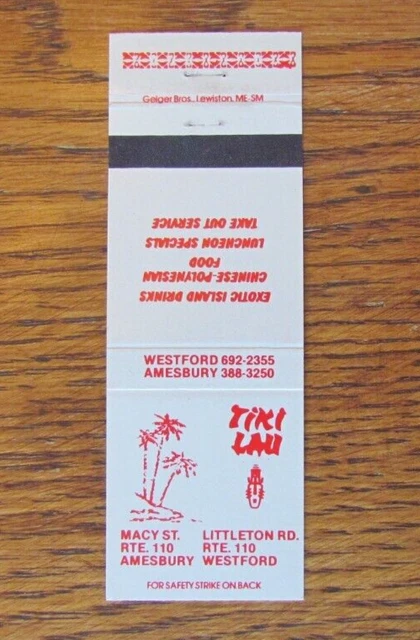 Geiger Bros., Lewiston, ME-SM
EXOTIC ISLAND DRINKS
CHINESE-POLYNESIAN
FOOD
LUNCHEON SPECIALS
TAKE OUT SERVICE
WESTFORD 692-2355
AMESBURY 388-3250
TIKI
LAU
MACY ST.
RTE. 110
AMESBURY
LITTLETON RD.
RTE. 110
WESTFORD
FOR SAFETY STRIKE ON BACK